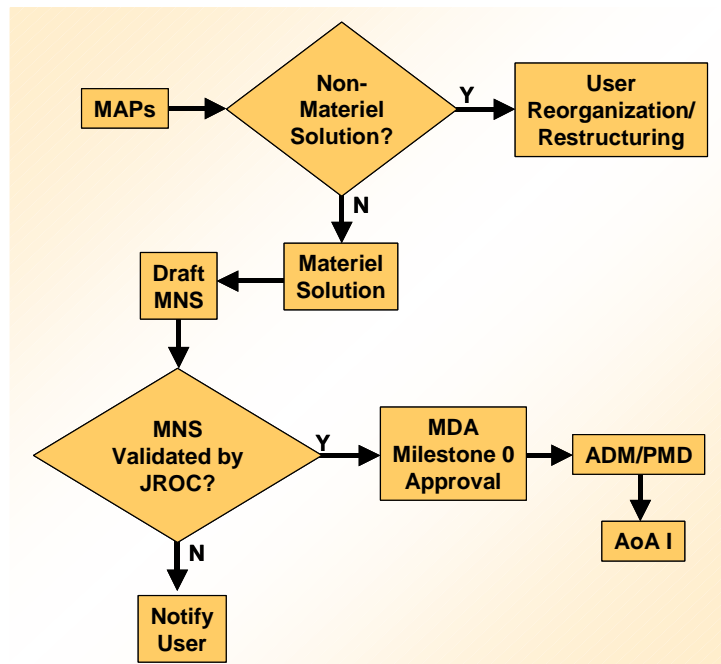 MAPs
Non-
Materiel
Solution?
Y
User
Reorganization/
Restructuring
N
Materiel
Solution
Draft
MNS
MNS
Validated by
JROC?
Y
MDA
Milestone 0
Approval
ADM/PMD
AoA I
N
Notify
User